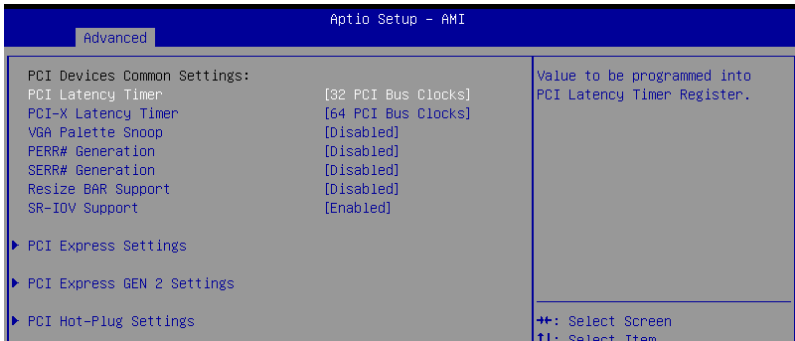 Aptio Setup – AMI
Advanced
PCI Devices Common Settings:
PCI Latency Timer [32 PCI Bus Clocks]
PCI-X Latency Timer [64 PCI Bus Clocks]
VGA Palette Snoop [Disabled]
PERR# Generation [Disabled]
SERR# Generation [Disabled]
Resize BAR Support [Disabled]
SR-IOV Support [Enabled]
PCI Express Settings
PCI Express GEN 2 Settings
PCI Hot-Plug Settings
Value to be programmed into
PCI Latency Timer Register.
→←: Select Screen
↑↓: Select Item